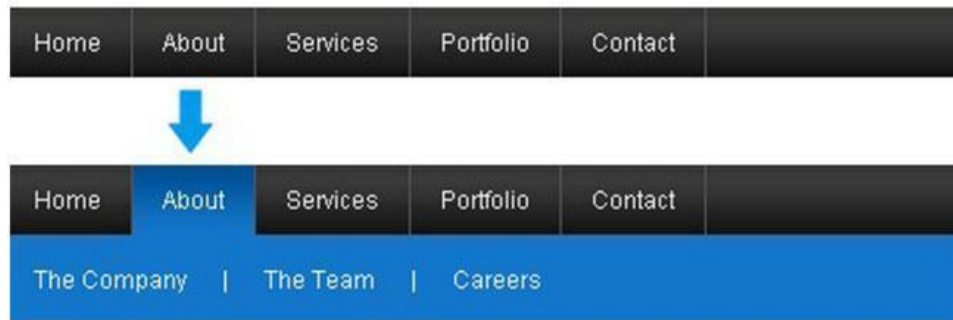 Home About Services Portfolio Contact
Home About Services Portfolio Contact
The Company | The Team | Careers